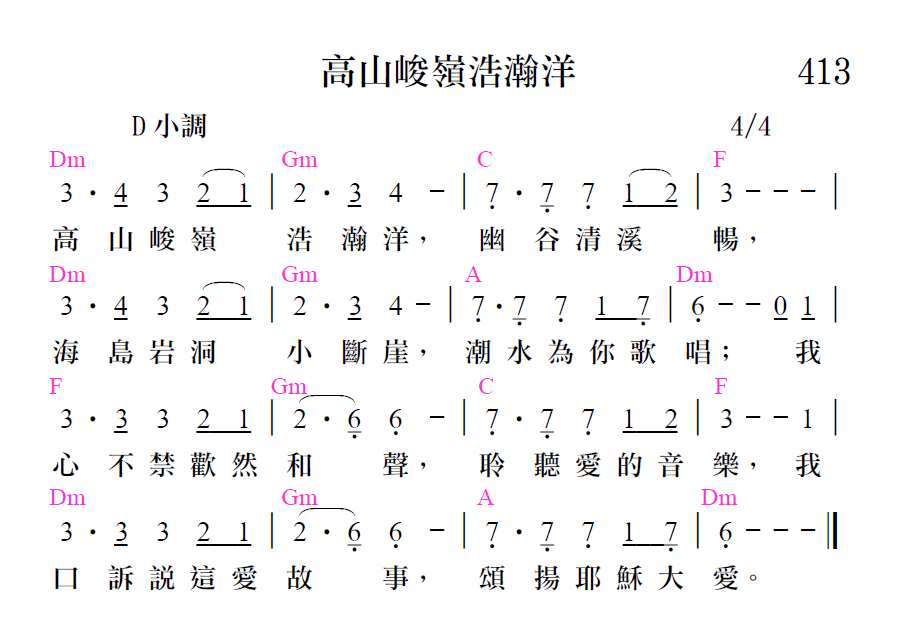 高山峻嶺浩瀚洋 413
D 小調 4/4
Dm Gm C F
3 · 4 3 2 1 | 2 · 3 4 - | 7 · 7 7 1 2 | 3 - - - |
高 山 峻 嶺 浩 瀚 洋， 幽 谷 清 溪 暢，
Dm Gm A Dm
3 · 4 3 2 1 | 2 · 3 4 - | 7 · 7 7 1 7 | 6 - - 0 1 |
海 島 岩 洞 小 斷 崖， 潮 水 為 你 歌 唱； 我
F Gm C F
3 · 3 3 2 1 | 2 · 6 6 - | 7 · 7 7 1 2 | 3 - - 1 |
心 不 禁 歡 然 和 聲， 聆 聽 愛 的 音 樂， 我
Dm Gm A Dm
3 · 3 3 2 1 | 2 · 6 6 - | 7 · 7 7 1 7 | 6 - - - ‖
口 訴 説 這 愛 故 事， 頌 揚 耶 穌 大 愛。